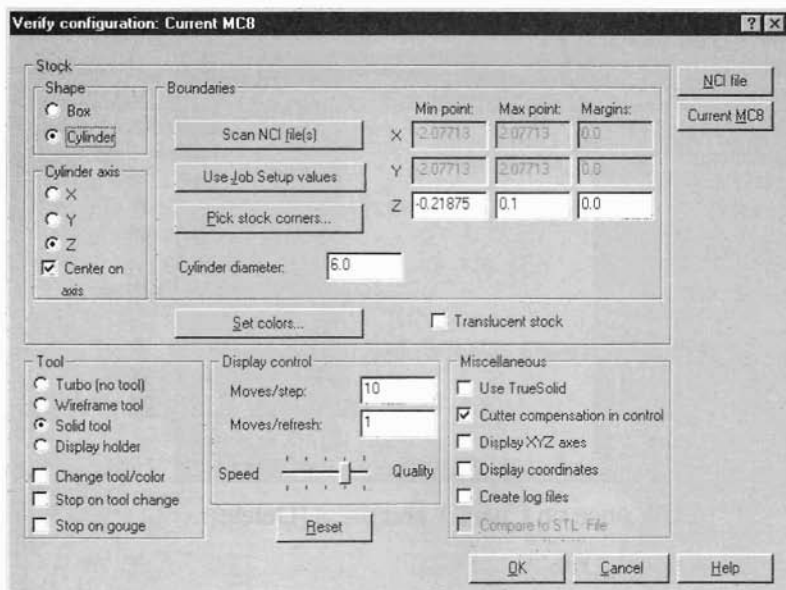 Verify configuration: Current MC8
Stock
Shape
Box
Cylinder
Cylinder axis
X
Y
Z
Center on
axis
Boundaries
Scan NCI file(s)
Use Job Setup values
Pick stock corners...
Min point: Max point: Margins:
X -2.07713 2.07713 0.0
Y -2.07713 2.07713 0.0
Z -0.21875 0.1 0.0
Cylinder diameter: 6.0
Set colors...
Translucent stock
NCI file
Current MC8
Tool
Turbo (no tool)
Wireframe tool
Solid tool
Display holder
Change tool/color
Stop on tool change
Stop on gouge
Display control
Moves/step: 10
Moves/refresh: 1
Speed Quality
Reset
Miscellaneous
Use TrueSolid
Cutter compensation in control
Display XYZ axes
Display coordinates
Create log files
Compare to STL File
OK Cancel Help